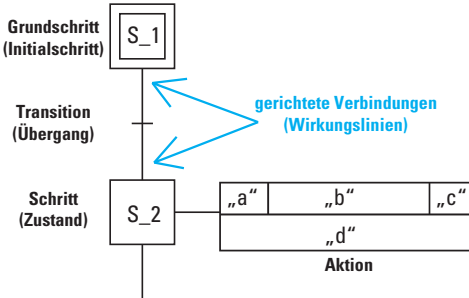 Grundschritt
(Initialschritt)
S_1
Transition
(Übergang)
gerichtete Verbindungen
(Wirkungslinien)
Schritt
(Zustand)
S_2
„a“ „b“ „c“
„d“
Aktion